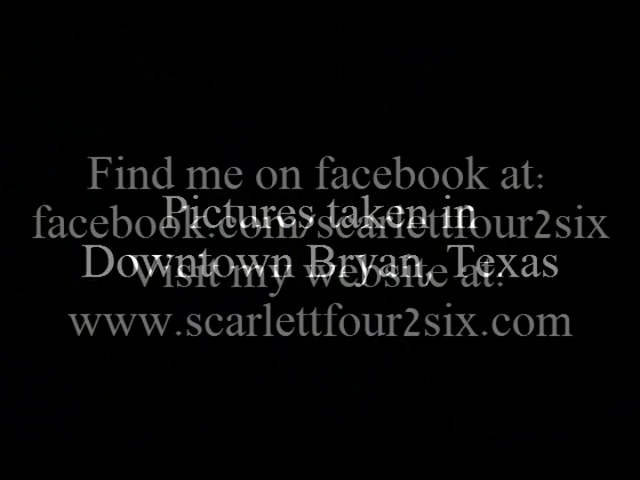 Find me on facebook at:
Pictures taken in
facebook.com/scarlettfour2six
Downtown Bryan, Texas
Visit my website at:
www.scarlettfour2six.com